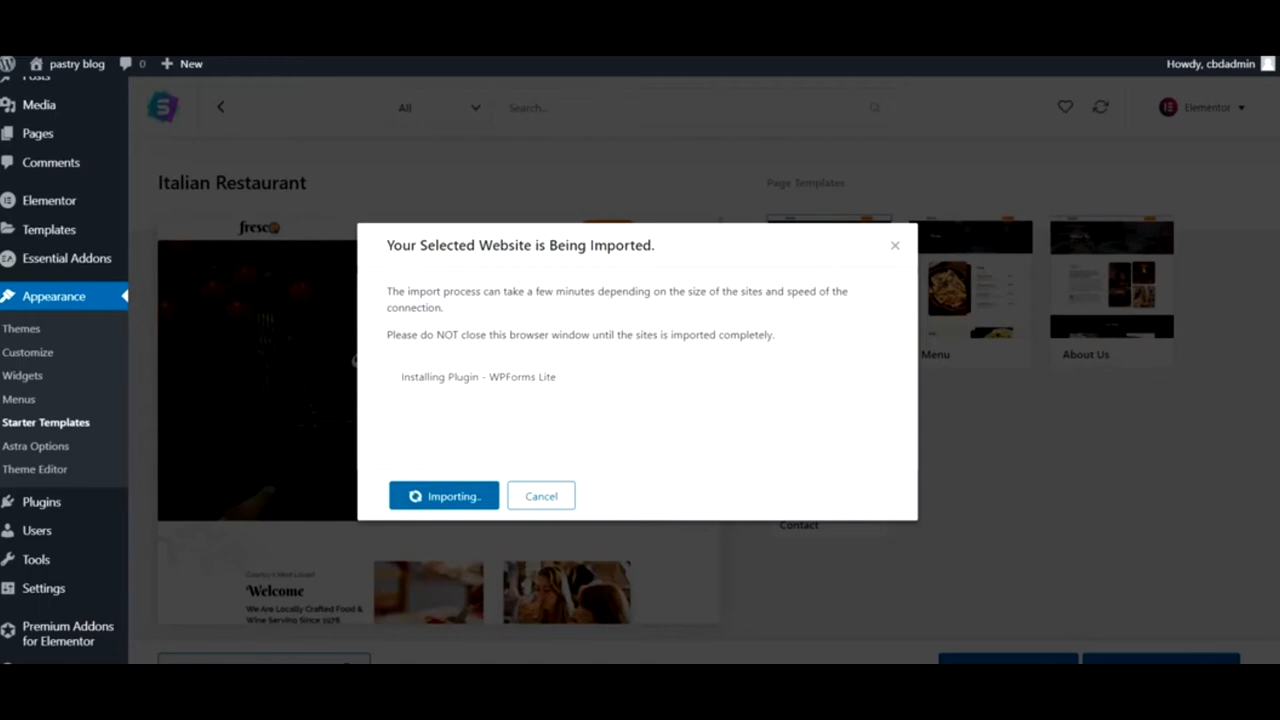 pastry blog
0
New
Howdy, cbdadmin
Posts
Media
Pages
Comments
Elementor
Templates
Essential Addons
Appearance
Themes
Customize
Widgets
Menus
Starter Templates
Astra Options
Theme Editor
Plugins
Users
Tools
Settings
Premium Addons
for Elementor
All
Search...
Elementor
Italian Restaurant
Page Templates
fresco
Your Selected Website is Being Imported.
The import process can take a few minutes depending on the size of the sites and speed of the
connection.
Please do NOT close this browser window until the sites is imported completely.
Installing Plugin - WPForms Lite
Importing..
Cancel
Menu
About Us
Contact
Country's Most Loved!
Welcome
We Are Locally Crafted Food &
Wine Serving Since 1978